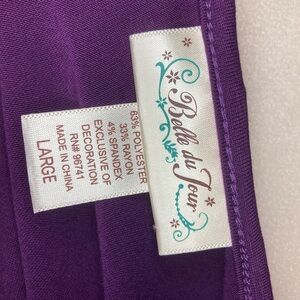 Belle du Jour
63% POLYESTER
33% RAYON
4% SPANDEX
EXCLUSIVE OF
DECORATION
RN# 96741
MADE IN CHINA
LARGE